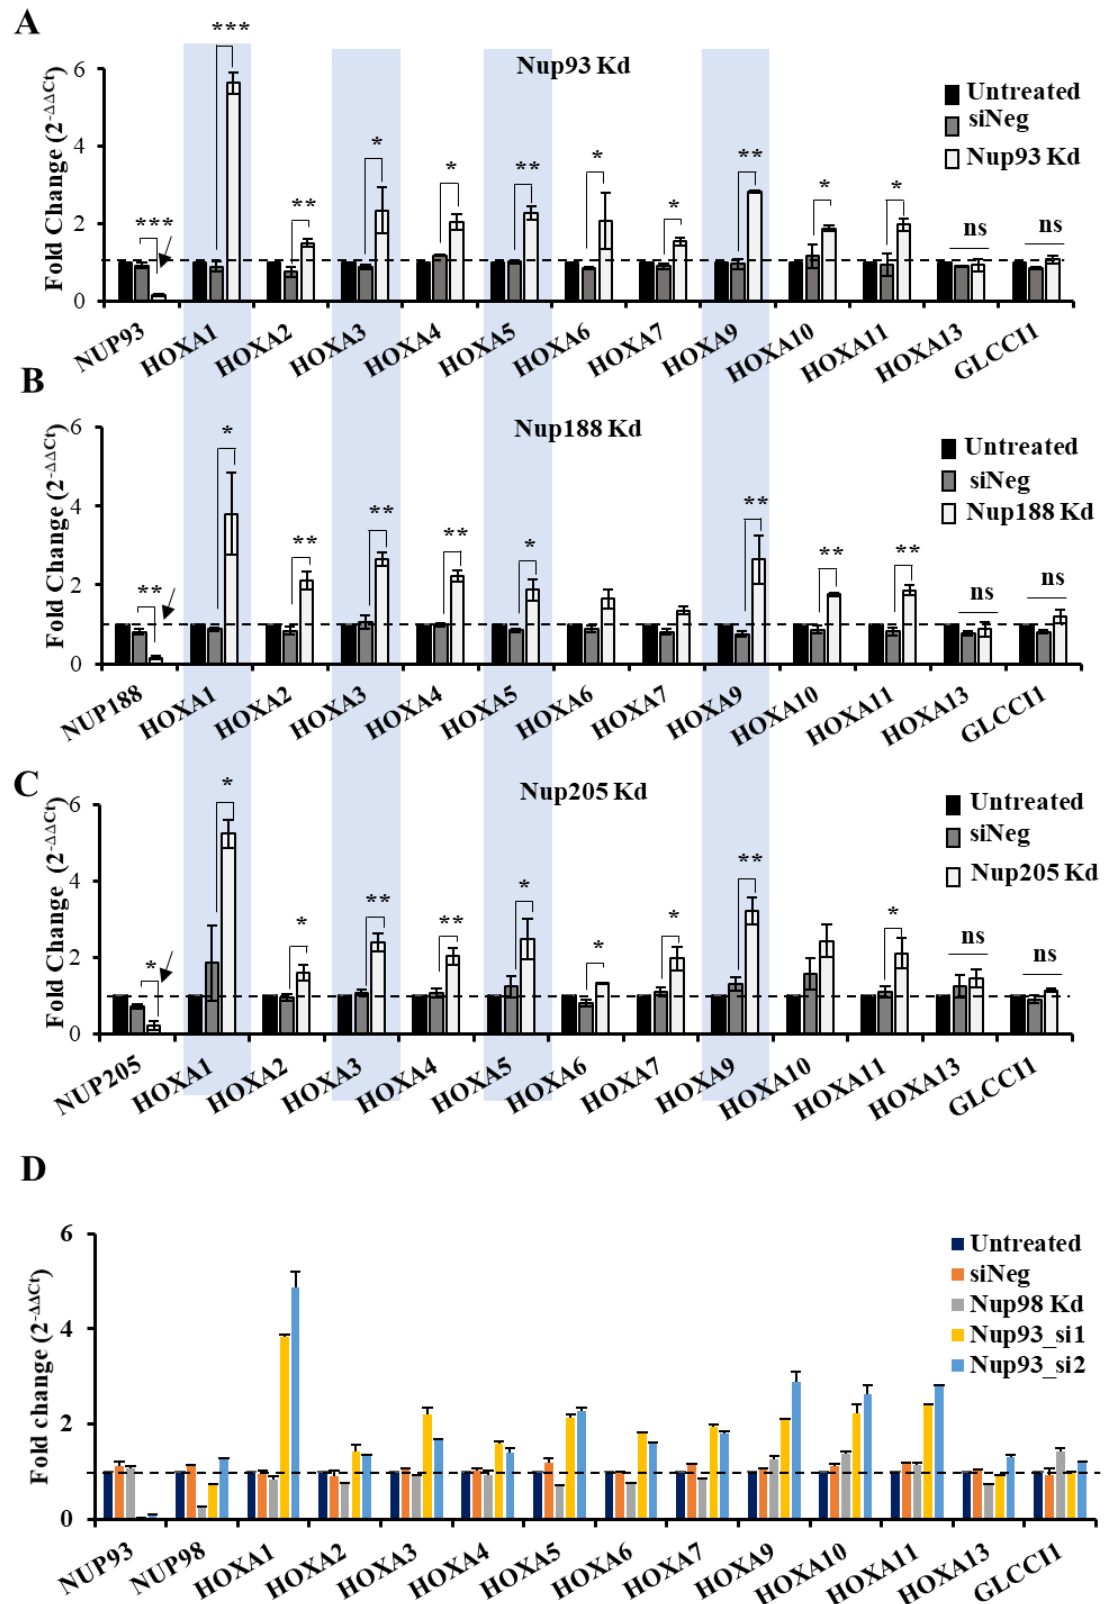 A
Nup93 Kd
Fold Change (2-ΔΔCt)
6
4
2
0
Untreated
siNeg
Nup93 Kd
***
***
**
*
*
**
*
*
**
*
*
ns
ns
NUP93 HOXA1 HOXA2 HOXA3 HOXA4 HOXA5 HOXA6 HOXA7 HOXA9 HOXA10 HOXA11 HOXA13 GLCCI1
B
Nup188 Kd
Fold Change (2-ΔΔCt)
6
4
2
0
Untreated
siNeg
Nup188 Kd
**
*
**
**
**
*
**
**
**
ns
ns
NUP188 HOXA1 HOXA2 HOXA3 HOXA4 HOXA5 HOXA6 HOXA7 HOXA9 HOXA10 HOXA11 HOXA13 GLCCI1
C
Nup205 Kd
Fold Change (2-ΔΔCt)
6
4
2
0
Untreated
siNeg
Nup205 Kd
*
*
*
**
**
*
*
*
**
*
ns
ns
NUP205 HOXA1 HOXA2 HOXA3 HOXA4 HOXA5 HOXA6 HOXA7 HOXA9 HOXA10 HOXA11 HOXA13 GLCCI1
D
Fold change (2-ΔΔCt)
6
4
2
0
Untreated
siNeg
Nup98 Kd
Nup93_si1
Nup93_si2
NUP93 NUP98 HOXA1 HOXA2 HOXA3 HOXA4 HOXA5 HOXA6 HOXA7 HOXA9 HOXA10 HOXA11 HOXA13 GLCCI1